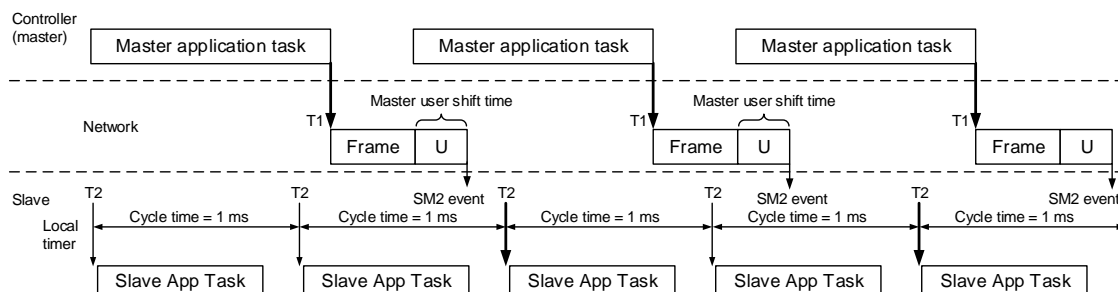 Controller
(master)
Master application task
Master application task
Master application task
Master user shift time
Master user shift time
Network
T1
T1
T1
Frame
U
Frame
U
Frame
U
Slave
T2
T2
SM2 event
T2
T2
SM2 event
T2
SM2 event
Local
timer
Cycle time = 1 ms
Cycle time = 1 ms
Cycle time = 1 ms
Cycle time = 1 ms
Cycle time = 1 ms
Slave App Task
Slave App Task
Slave App Task
Slave App Task
Slave App Task